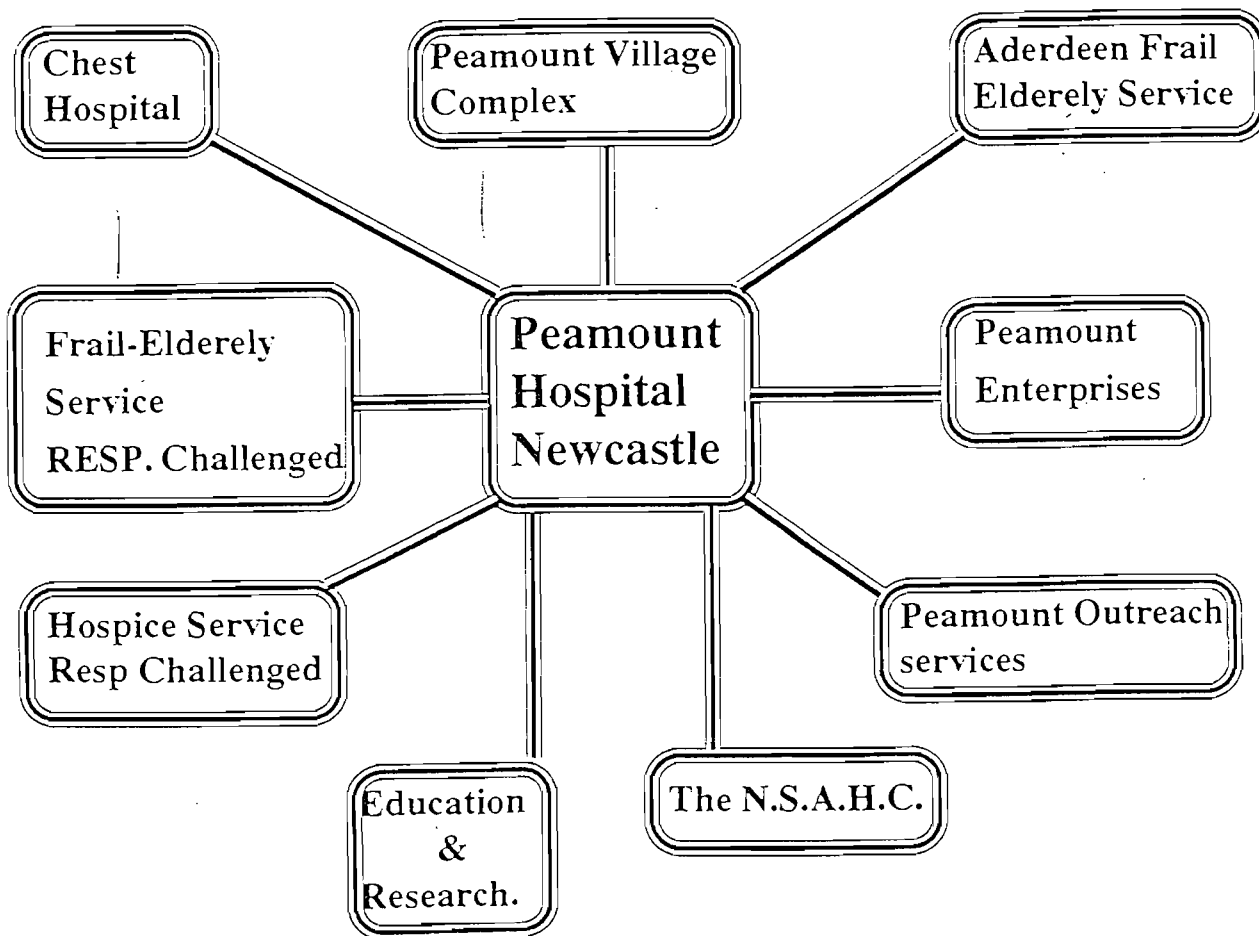 Chest
Hospital
Peamount Village
Complex
Aderdeen Frail
Elderely Service
Frail-Elderely
Service
RESP. Challenged
Peamount
Hospital
Newcastle
Peamount
Enterprises
Hospice Service
Resp Challenged
Peamount Outreach
services
Education
&
Research.
The N.S.A.H.C.